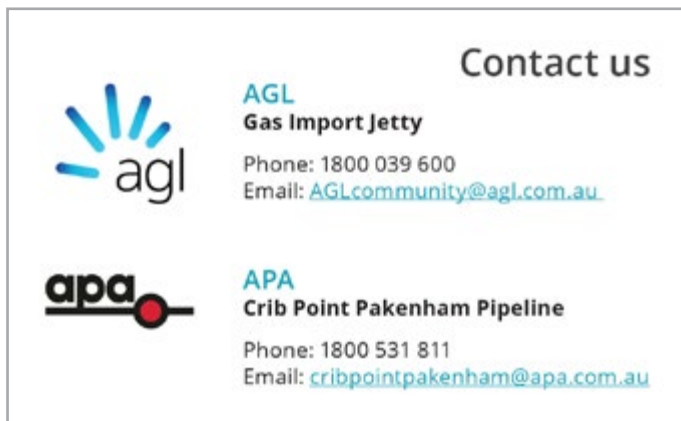 Contact us
agl
AGL
Gas Import Jetty
Phone: 1800 039 600
Email: AGLcommunity@agl.com.au
apa
APA
Crib Point Pakenham Pipeline
Phone: 1800 531 811
Email: cribpointpakenham@apa.com.au